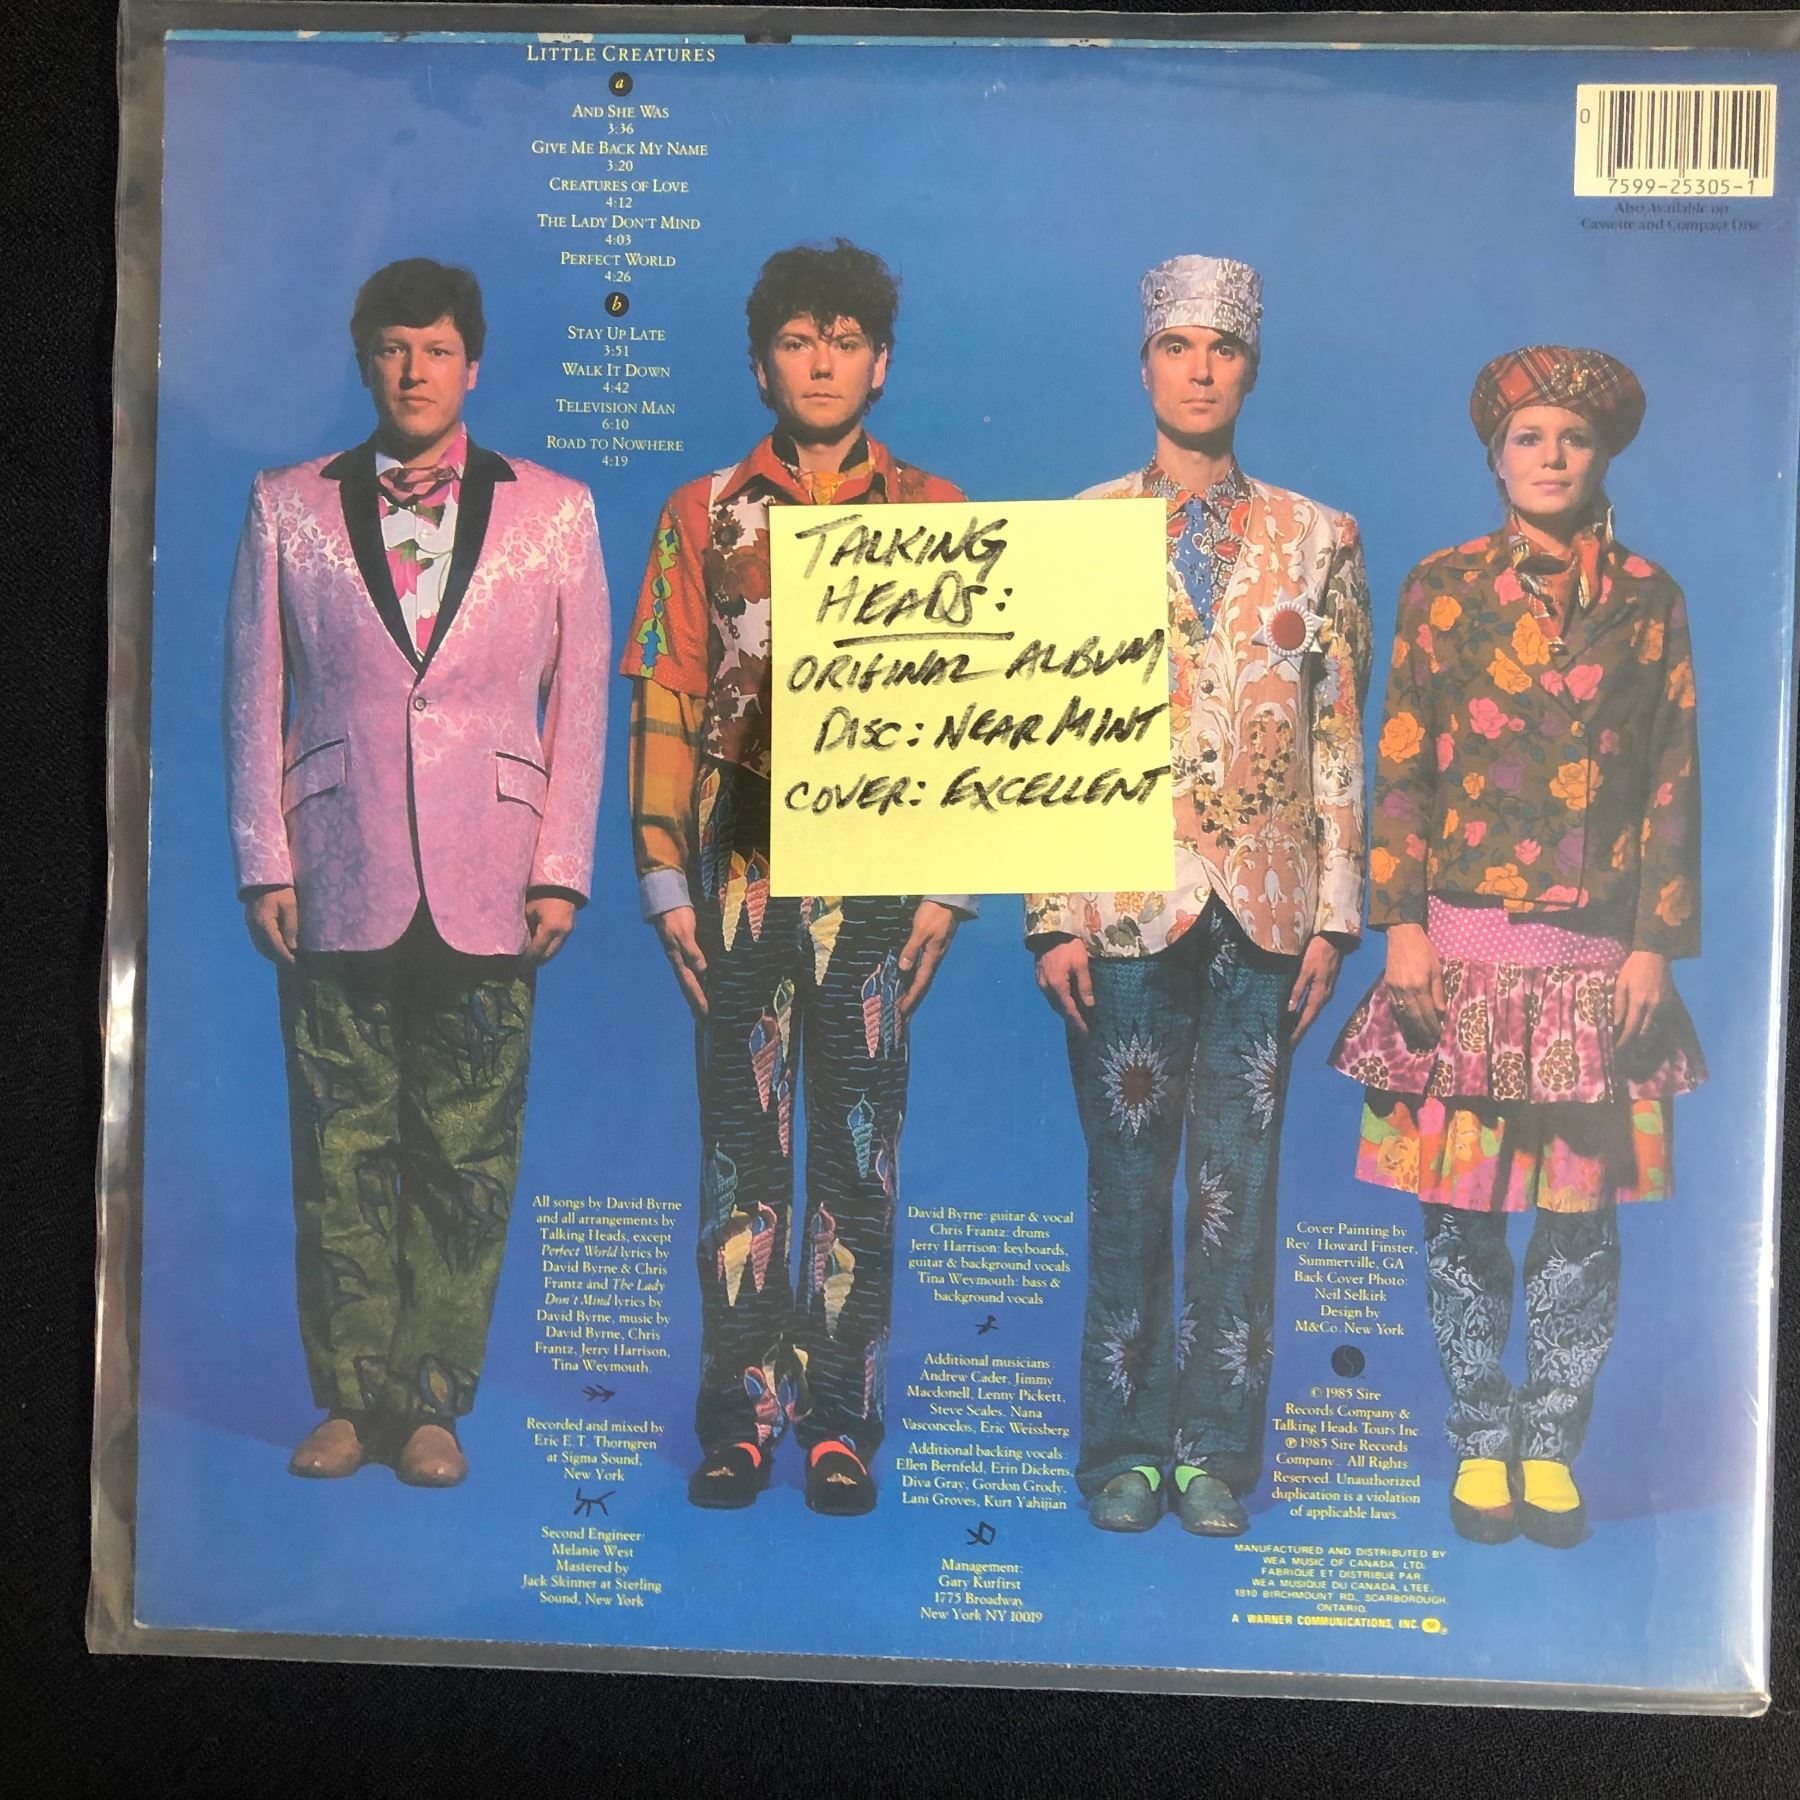 LITTLE CREATURES
a
AND SHE WAS
3:36
GIVE ME BACK MY NAME
3:20
CREATURES OF LOVE
4:12
THE LADY DON'T MIND
4:03
PERFECT WORLD
4:26
b
STAY UP LATE
3:51
WALK IT DOWN
4:42
TELEVISION MAN
6:10
ROAD TO NOWHERE
4:19
0
7599-25305-1
Also Available on
Cassette and Compact Disc
TALKING
HEADS:
ORIGINAL ALBUM
DISC: NEAR MINT
COVER: EXCELLENT
All songs by David Byrne
and all arrangements by
Talking Heads, except
Perfect World lyrics by
David Byrne & Chris
Frantz and The Lady
Don't Mind lyrics by
David Byrne, music by
David Byrne, Chris
Frantz, Jerry Harrison,
Tina Weymouth.
Recorded and mixed by
Eric E.T. Thorngren
at Sigma Sound,
New York
Second Engineer:
Melanie West
Mastered by
Jack Skinner at Sterling
Sound, New York
David Byrne: guitar & vocal
Chris Frantz: drums
Jerry Harrison: keyboards,
guitar & background vocals
Tina Weymouth: bass &
background vocals
Additional musicians:
Andrew Cader, Jimmy
Macdonell, Lenny Pickett,
Steve Scales, Nana
Vasconcelos, Eric Weissberg
Additional backing vocals:
Ellen Bernfeld, Erin Dickens,
Diva Gray, Gordon Grody,
Lani Groves, Kurt Yahijian
Management:
Gary Kurfirst
1775 Broadway
New York NY 10019
Cover Painting by
Rev. Howard Finster,
Summerville, GA
Back Cover Photo:
Neil Selkirk
Design by
M&Co. New York
© 1985 Sire
Records Company &
Talking Heads Tours Inc.
℗ 1985 Sire Records
Company. All Rights
Reserved. Unauthorized
duplication is a violation
of applicable laws.
MANUFACTURED AND DISTRIBUTED BY
WEA MUSIC OF CANADA, LTD.
FABRIQUE ET DISTRIBUE PAR
WEA MUSIQUE DU CANADA, LTEE.
1810 BIRCHMOUNT RD., SCARBOROUGH,
ONTARIO.
A WARNER COMMUNICATIONS, INC.